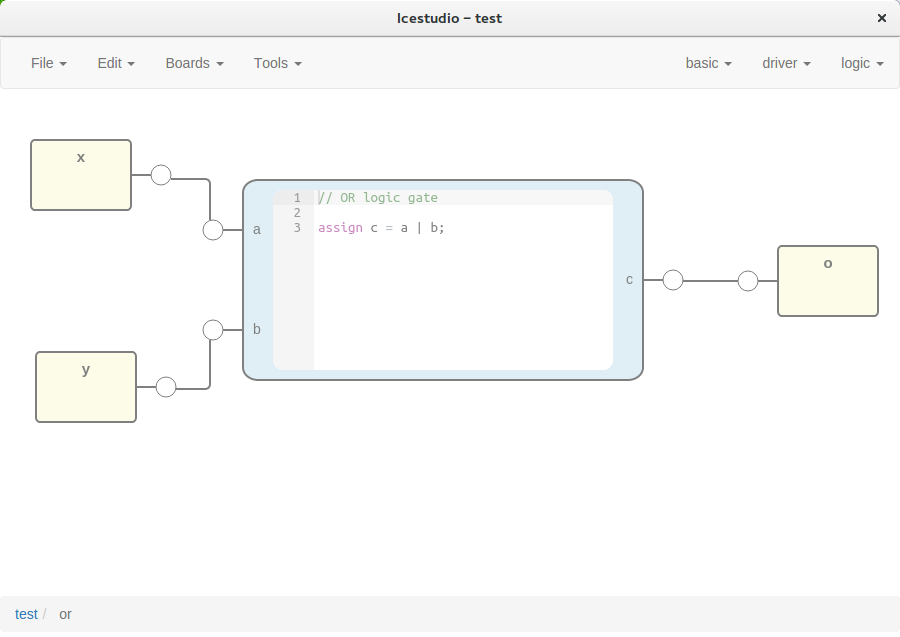 Icestudio – test
File Edit Boards Tools basic driver logic
x
1 // OR logic gate
2
3 assign c = a | b;
a
b
c
o
y
test / or